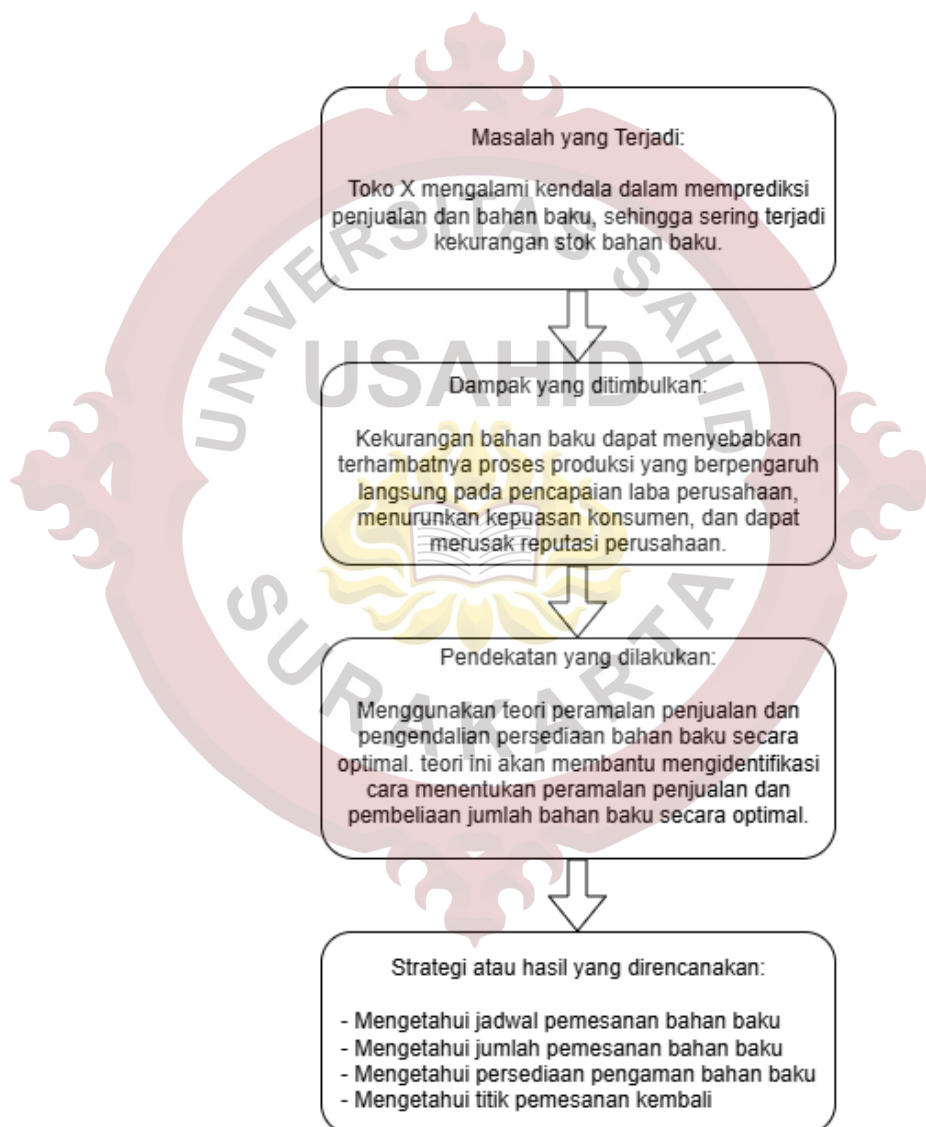 Masalah yang Terjadi:
Toko X mengalami kendala dalam memprediksi
penjualan dan bahan baku, sehingga sering terjadi
kekurangan stok bahan baku.
UNIVERSITAS SAHID
USAHID
SURAKARTA
Dampak yang ditimbulkan:
Kekurangan bahan baku dapat menyebabkan
terhambatnya proses produksi yang berpengaruh
langsung pada pencapaian laba perusahaan,
menurunkan kepuasan konsumen, dan dapat
merusak reputasi perusahaan.
Pendekatan yang dilakukan:
Menggunakan teori peramalan penjualan dan
pengendalian persediaan bahan baku secara
optimal. teori ini akan membantu mengidentifikasi
cara menentukan peramalan penjualan dan
pembeliaan jumlah bahan baku secara optimal.
Strategi atau hasil yang direncanakan:
- Mengetahui jadwal pemesanan bahan baku
- Mengetahui jumlah pemesanan bahan baku
- Mengetahui persediaan pengaman bahan baku
- Mengetahui titik pemesanan kembali